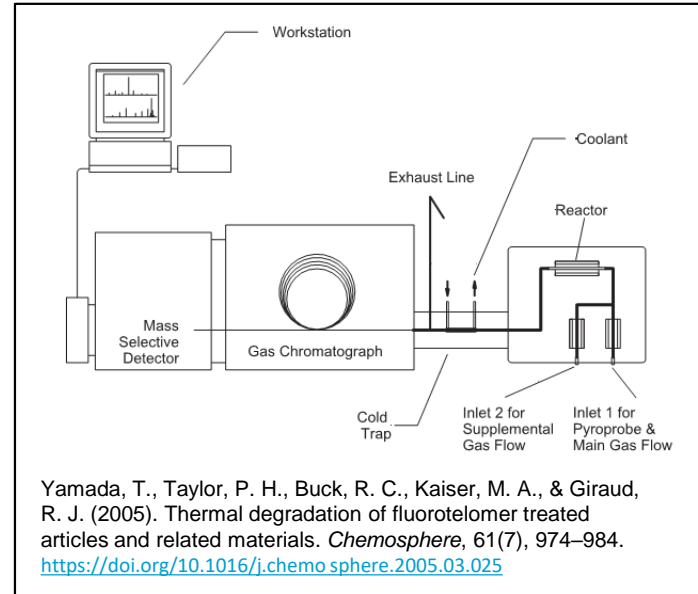 Workstation
Coolant
Exhaust Line
Reactor
Mass
Selective
Detector
Gas Chromatograph
Cold
Trap
Inlet 2 for
Supplemental
Gas Flow
Inlet 1 for
Pyroprobe &
Main Gas Flow
Yamada, T., Taylor, P. H., Buck, R. C., Kaiser, M. A., & Giraud,
R. J. (2005). Thermal degradation of fluorotelomer treated
articles and related materials. Chemosphere, 61(7), 974–984.
https://doi.org/10.1016/j.chemo sphere.2005.03.025